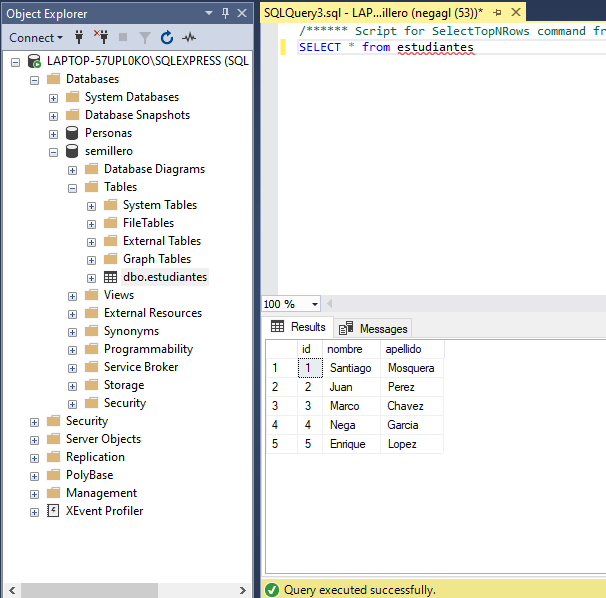 Object Explorer
Connect
LAPTOP-57UPL0KO\SQLEXPRESS (SQL
Databases
System Databases
Database Snapshots
Personas
semillero
Database Diagrams
Tables
System Tables
FileTables
External Tables
Graph Tables
dbo.estudiantes
Views
External Resources
Synonyms
Programmability
Service Broker
Storage
Security
Security
Server Objects
Replication
PolyBase
Management
XEvent Profiler
SQLQuery3.sql - LAP...illero (negagl (53))*
/****** Script for SelectTopNRows command fr
SELECT * from estudiantes
100 %
Results Messages
id nombre apellido
1 1 Santiago Mosquera
2 2 Juan Perez
3 3 Marco Chavez
4 4 Nega Garcia
5 5 Enrique Lopez
Query executed successfully.